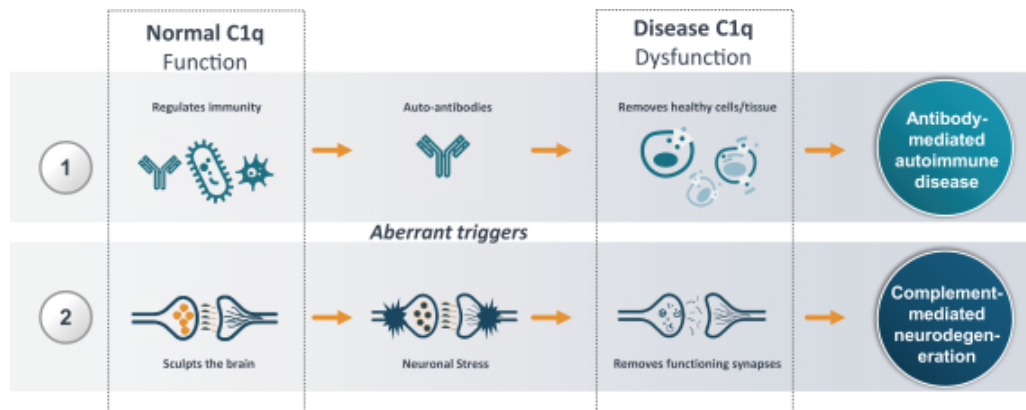 Normal C1q
Function
Disease C1q
Dysfunction
1
Regulates immunity
Auto-antibodies
Removes healthy cells/tissue
Antibody-
mediated
autoimmune
disease
Aberrant triggers
2
Sculpts the brain
Neuronal Stress
Removes functioning synapses
Complement-
mediated
neurodegen-
eration